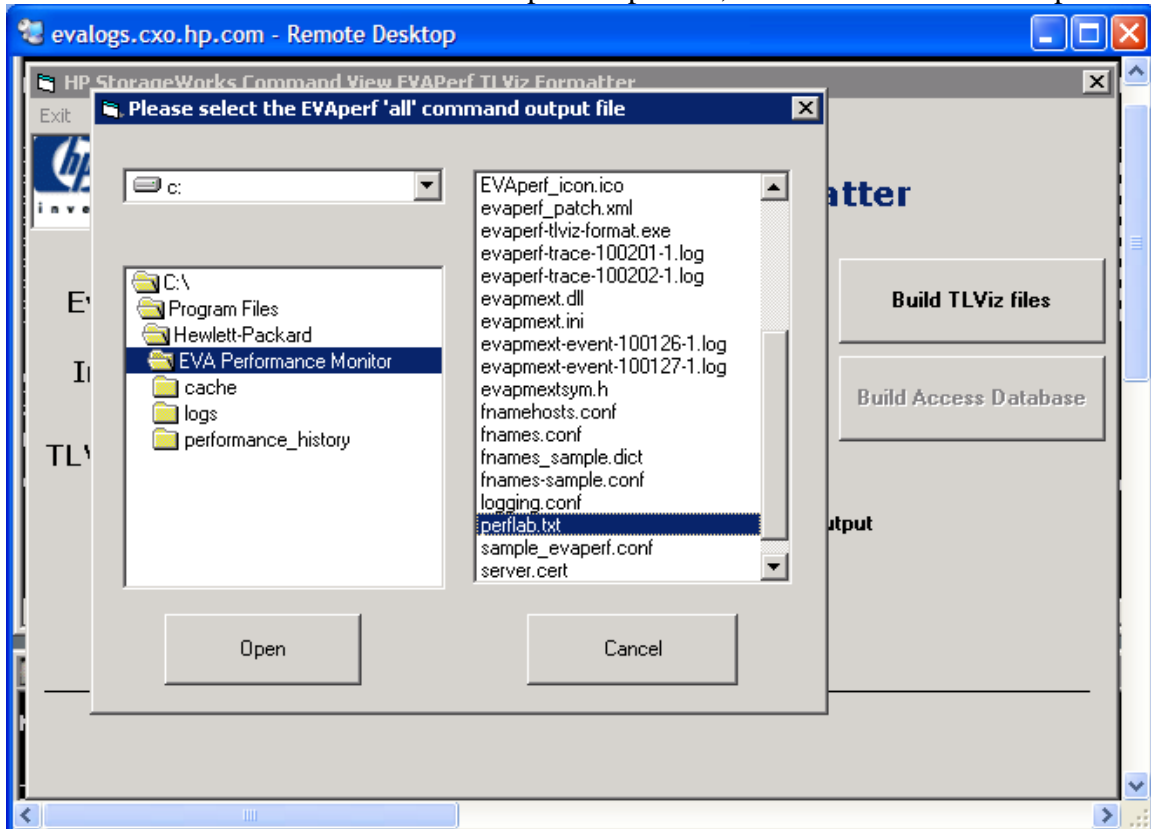 evalogs.cxo.hp.com - Remote Desktop
HP StorageWorks Command View EVAPerf TLViz Formatter
Exit
Please select the EVAperf 'all' command output file
hp
inve
c:
C:\
Program Files
Hewlett-Packard
EVA Performance Monitor
cache
logs
performance_history
EVAperf_icon.ico
evaperf_patch.xml
evaperf-tlviz-format.exe
evaperf-trace-100201-1.log
evaperf-trace-100202-1.log
evapmext.dll
evapmext.ini
evapmext-event-100126-1.log
evapmext-event-100127-1.log
evapmextsym.h
fnamehosts.conf
fnames.conf
fnames_sample.dict
fnames-sample.conf
logging.conf
perflab.txt
sample_evaperf.conf
server.cert
Open
Cancel
atter
Build TLViz files
Build Access Database
utput